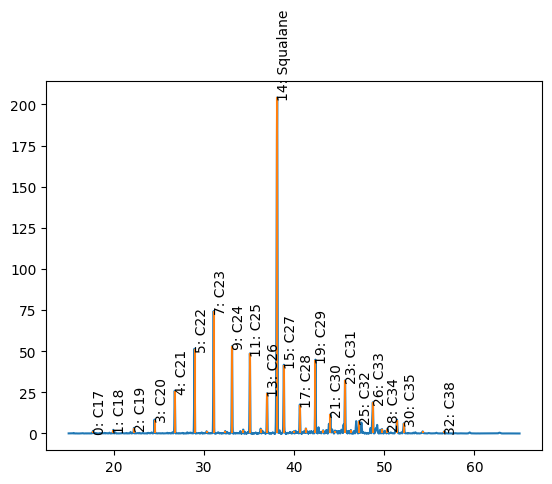 14: Squalane
200
175
150
125
100
75
50
25
0
0: C17
1: C18
2: C19
3: C20
4: C21
5: C22
7: C23
9: C24
11: C25
13: C26
15: C27
17: C28
19: C29
21: C30
23: C31
25: C32
26: C33
28: C34
30: C35
32: C38
20 30 40 50 60